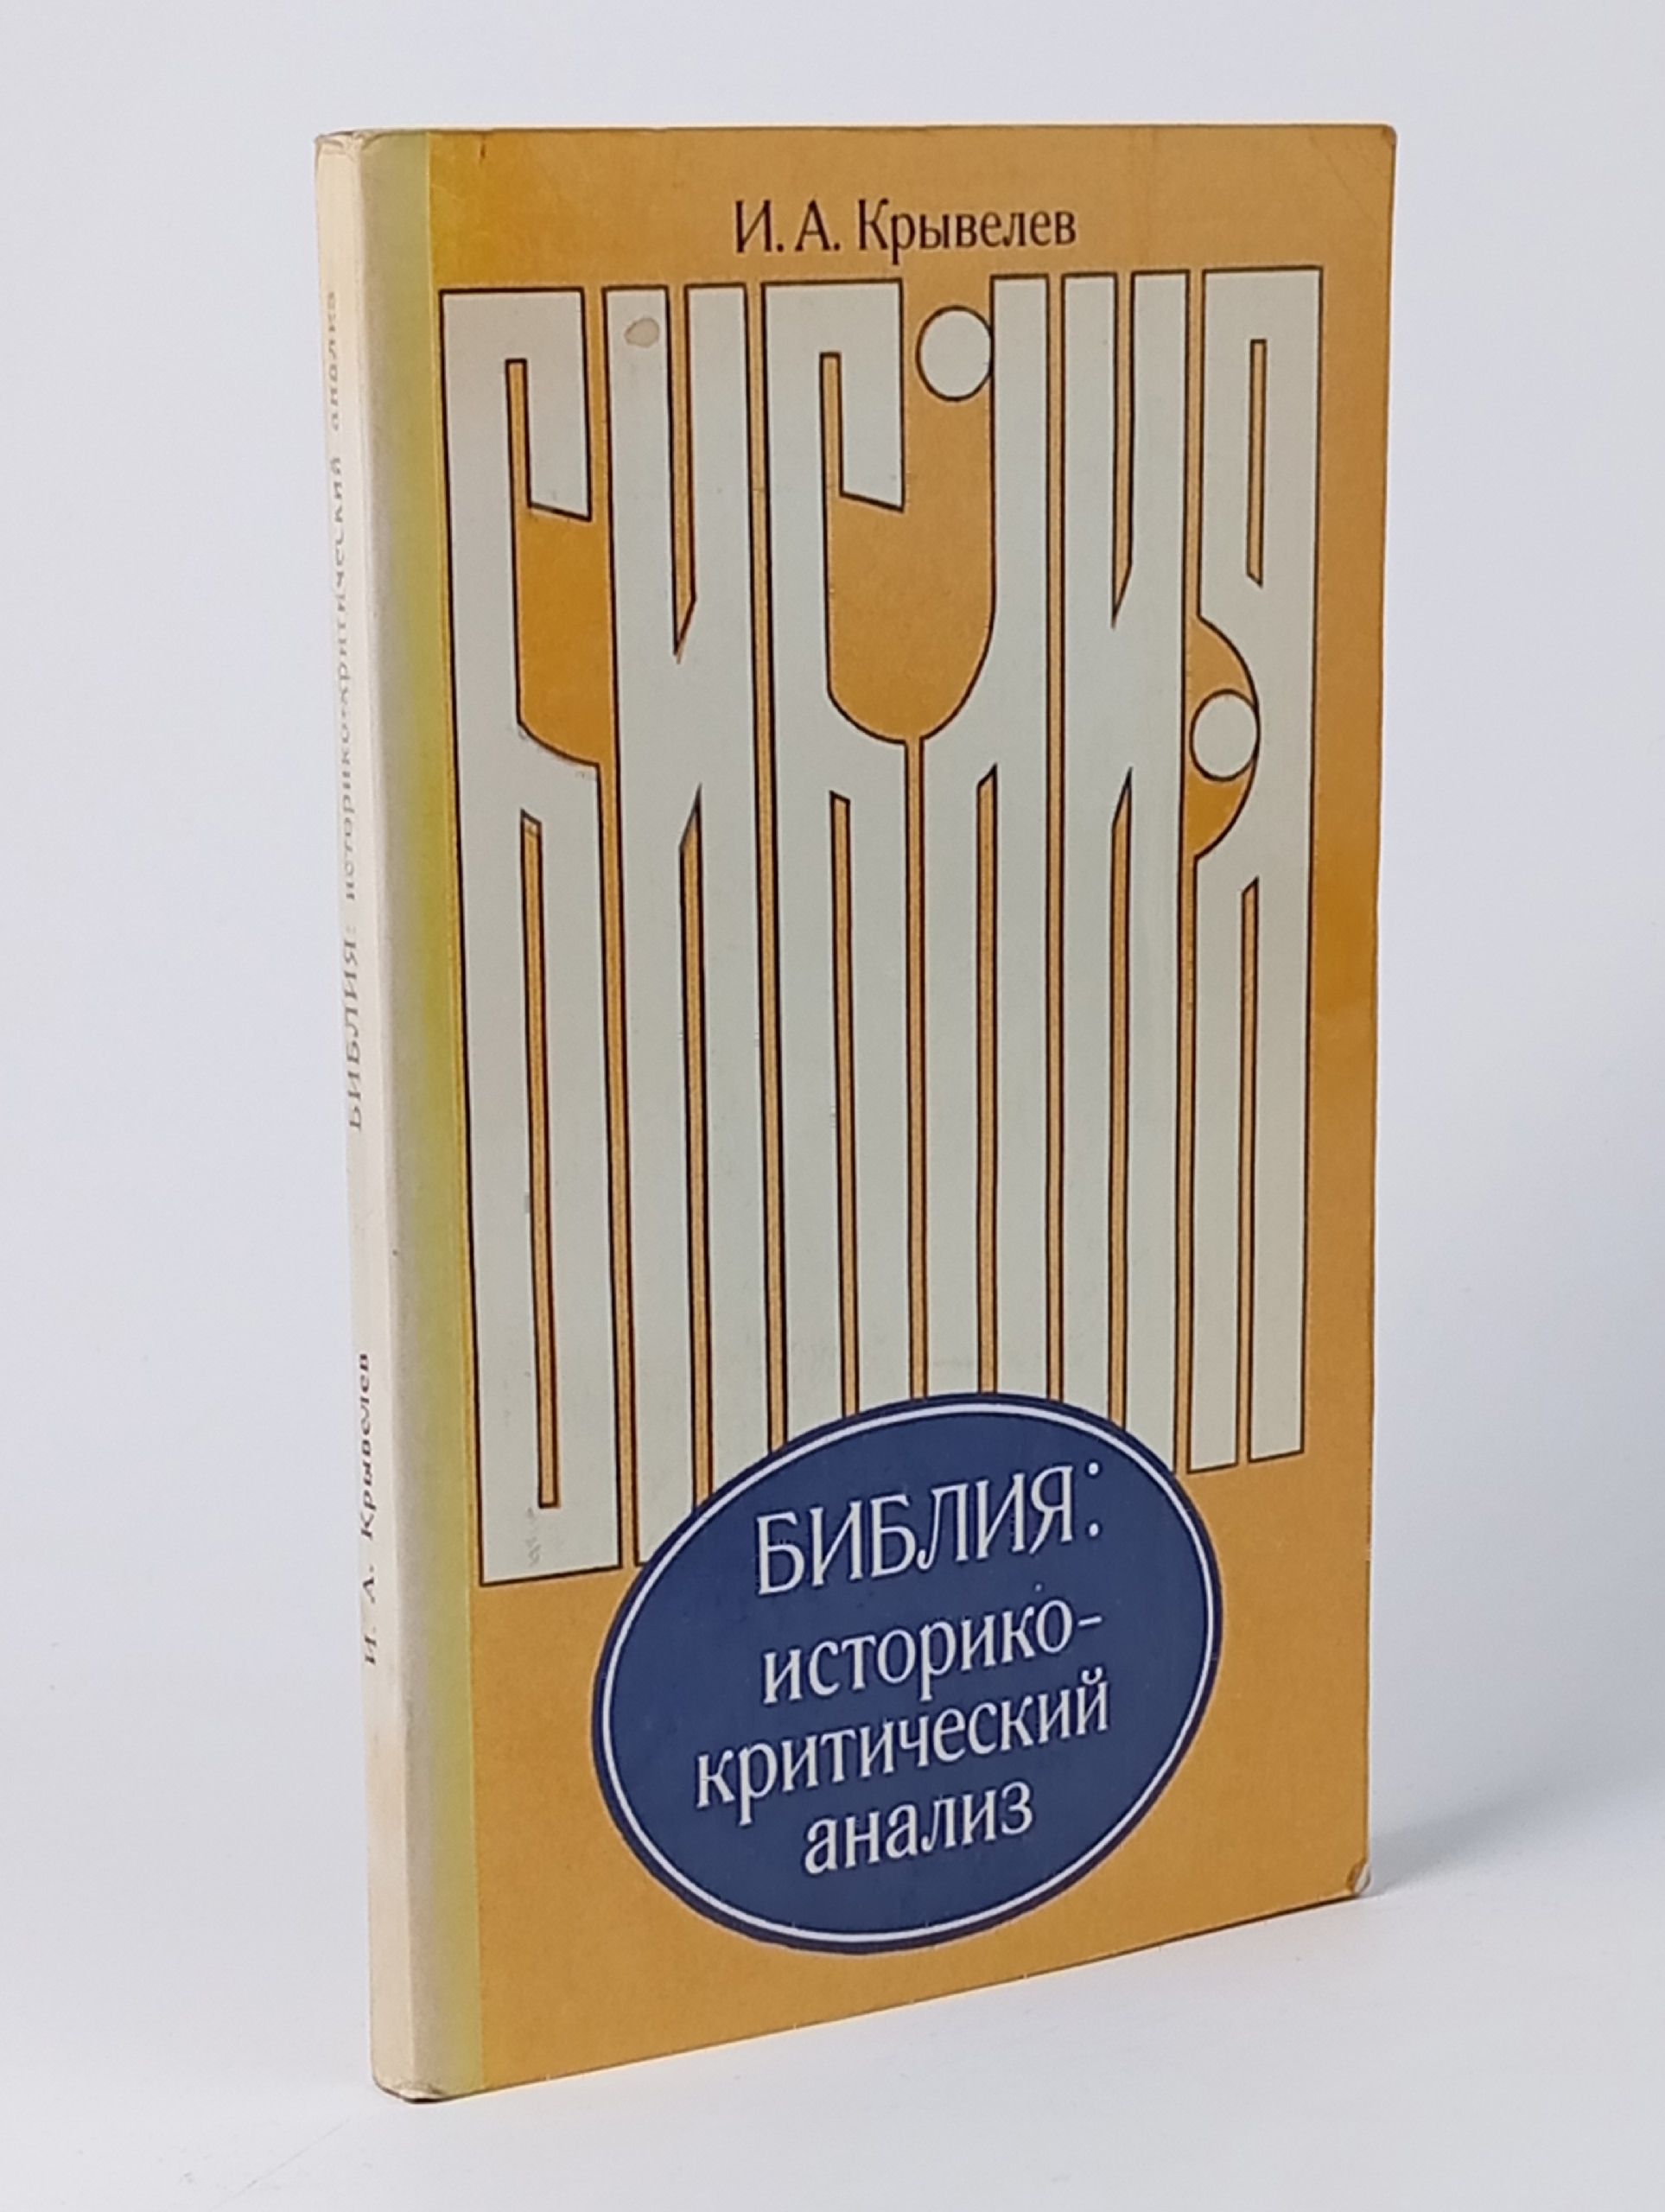 И. А. Крывелев
БИБЛИЯ
БИБЛИЯ:
историко-
критический
анализ
И. А. Крывелев БИБЛИЯ: историко-критический анализ